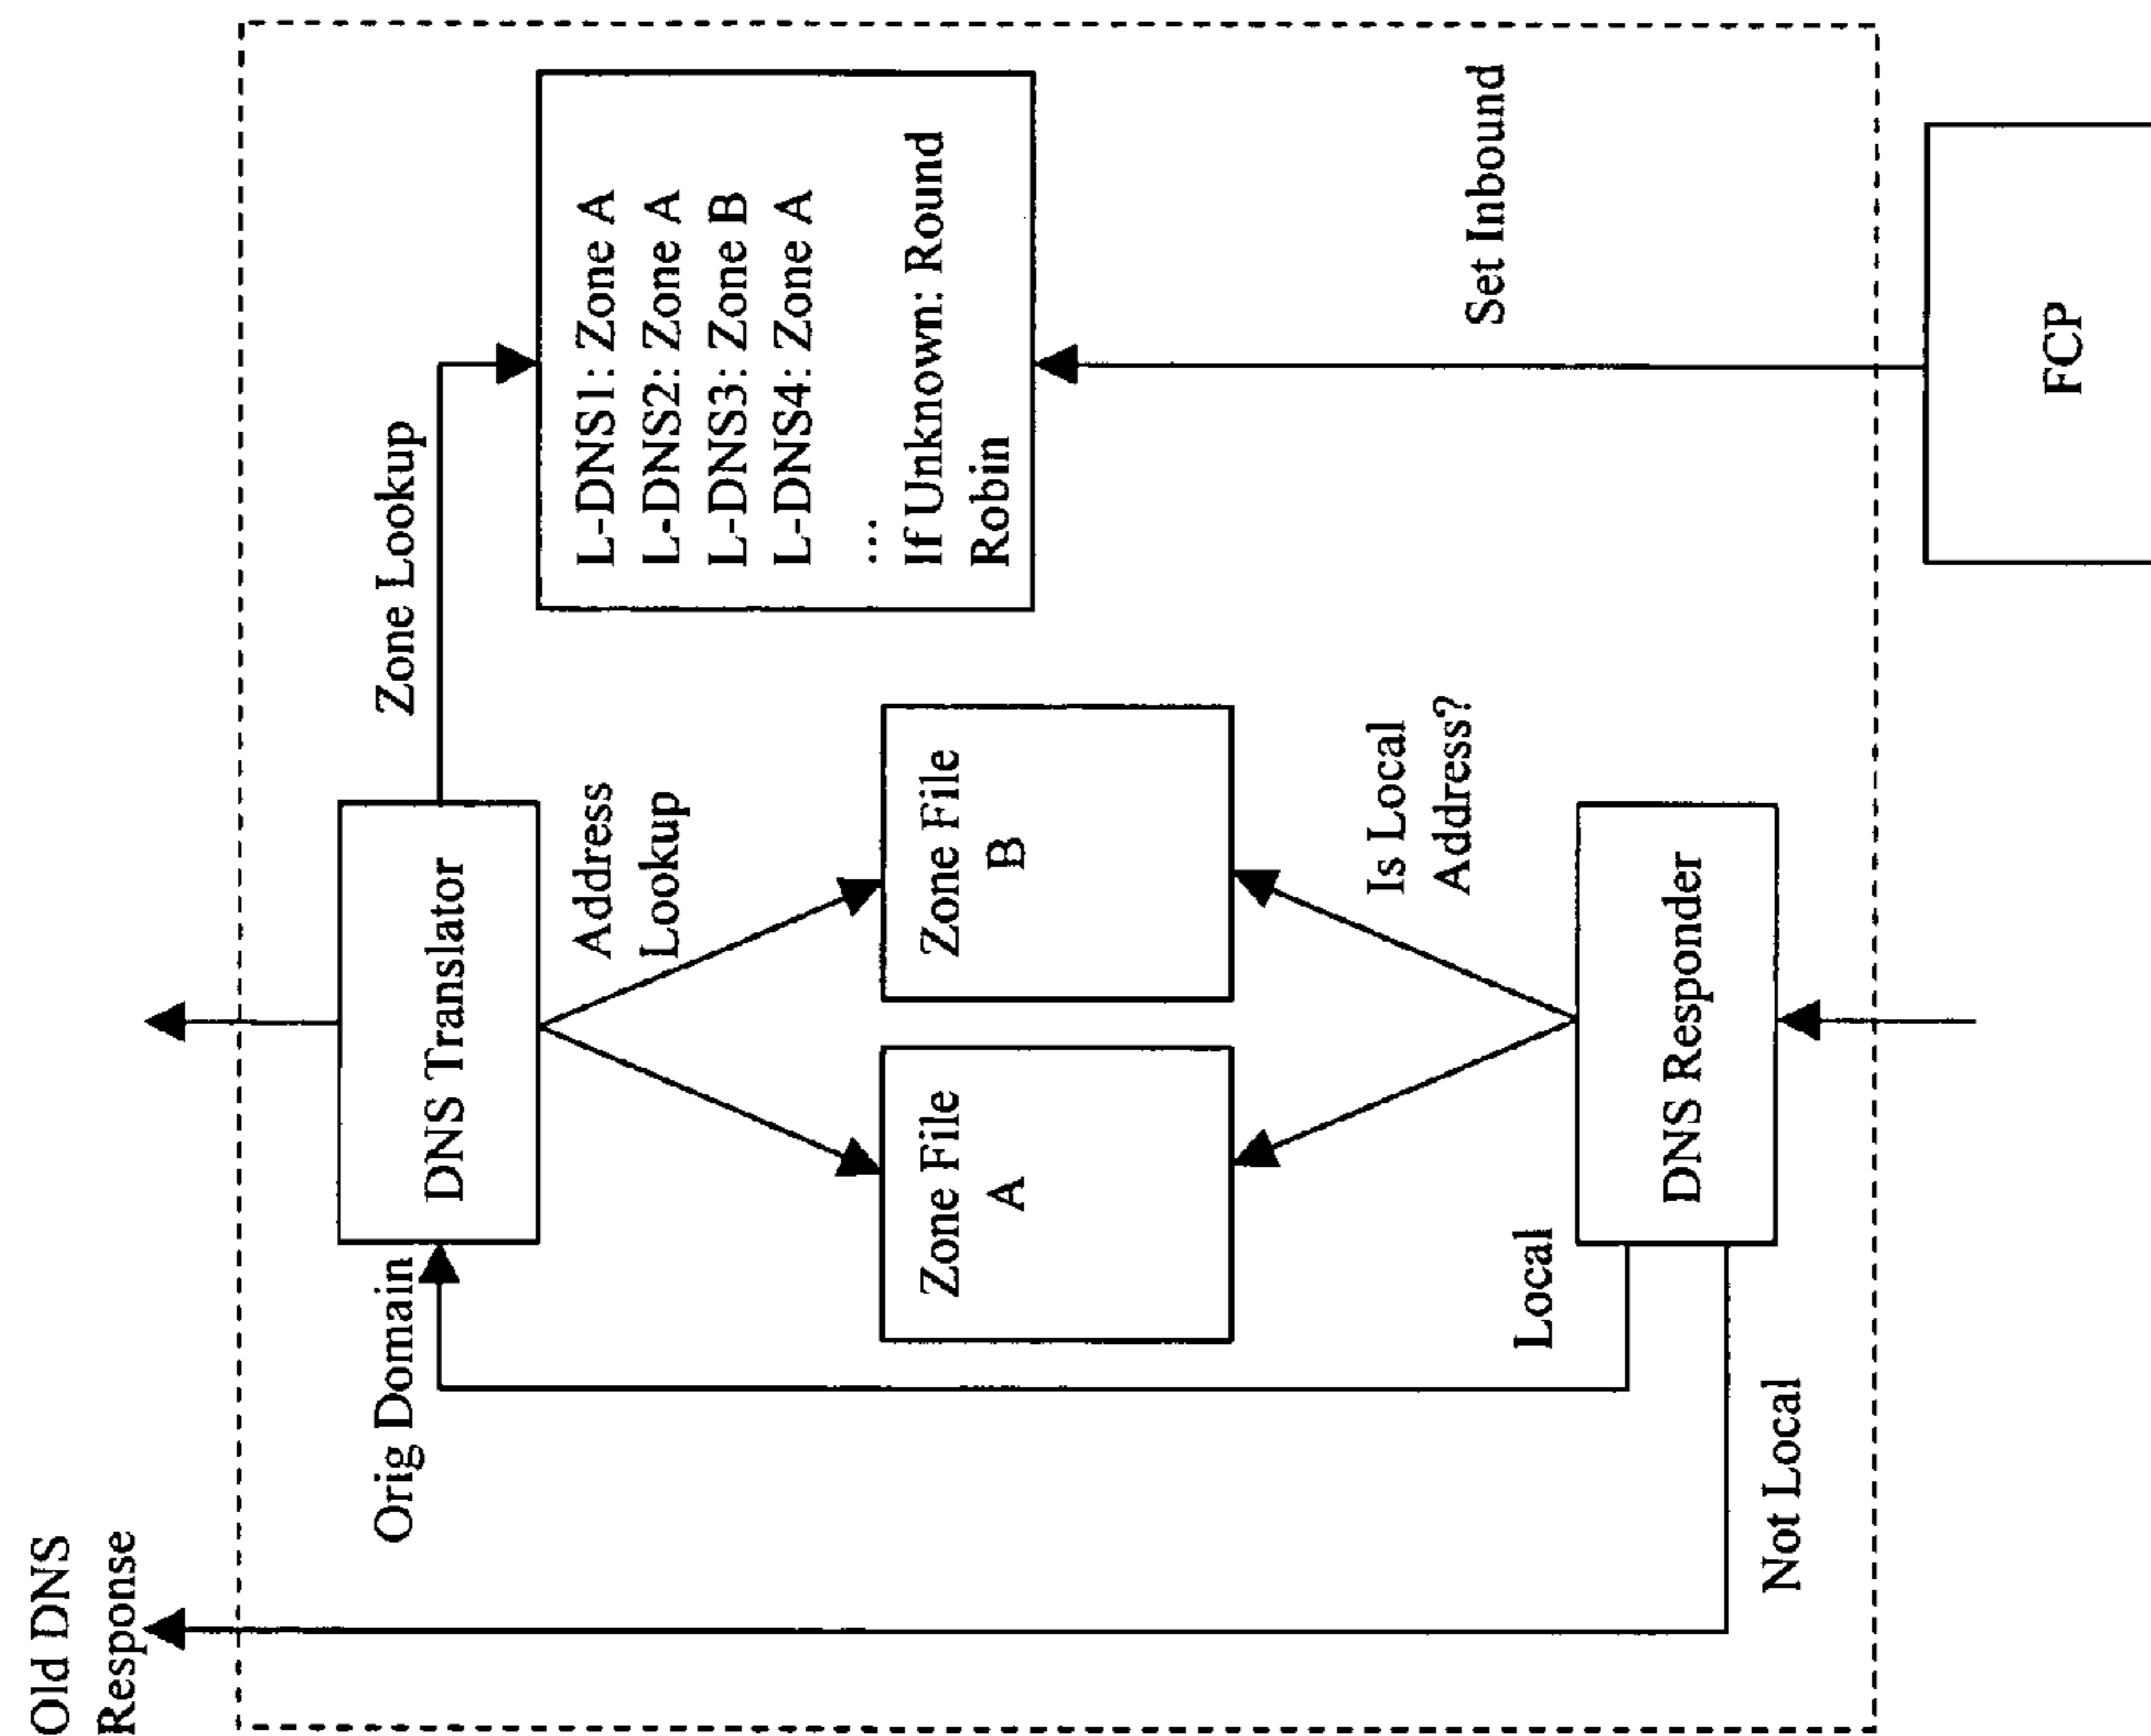 Old DNS
Response
Orig Domain
Zone Lookup
DNS Translator
Address
Lookup
L-DNS1: Zone A
L-DNS2: Zone A
L-DNS3: Zone B
L-DNS4: Zone A
...
If Unknown: Round
Robin
Zone File
A
Zone File
B
Is Local
Address?
Set Inbound
Local
DNS Responder
Not Local
FCP